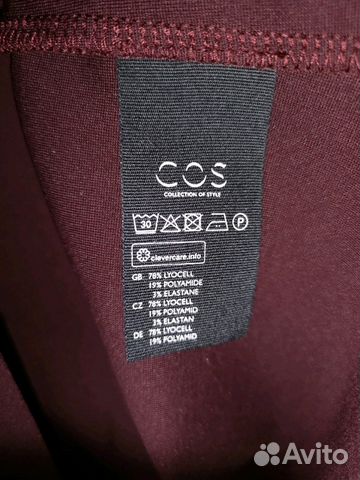 COS
COLLECTION OF STYLE
30 P
clevercare.info
GB 78% LYOCELL
19% POLYAMIDE
3% ELASTANE
CZ 78% LYOCELL
19% POLYAMID
3% ELASTAN
DE 78% LYOCELL
19% POLYAMID
Avito